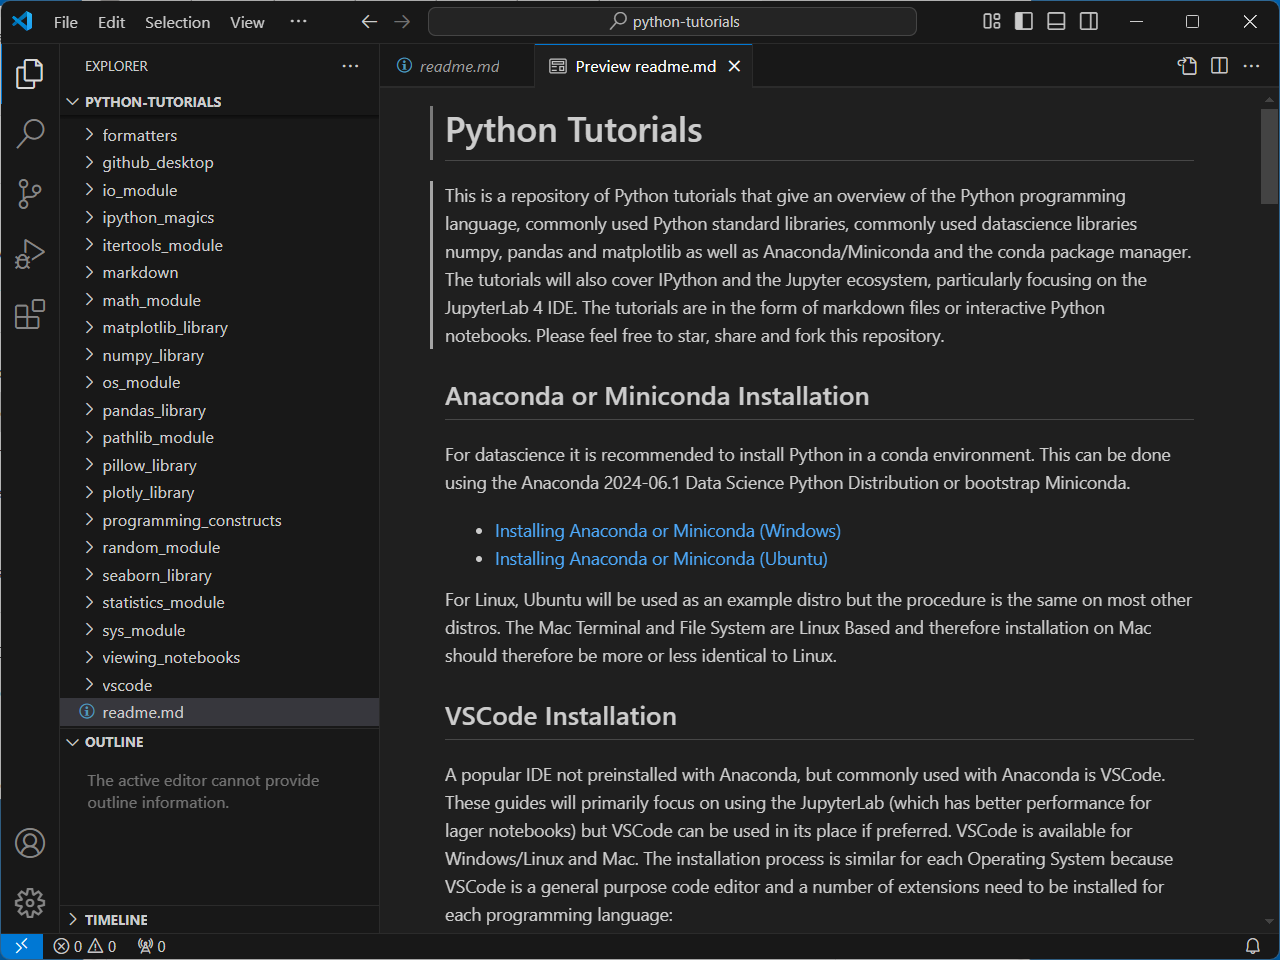 File Edit Selection View ··· python-tutorials
EXPLORER ···
PYTHON-TUTORIALS
formatters
github_desktop
io_module
ipython_magics
itertools_module
markdown
math_module
matplotlib_library
numpy_library
os_module
pandas_library
pathlib_module
pillow_library
plotly_library
programming_constructs
random_module
seaborn_library
statistics_module
sys_module
viewing_notebooks
vscode
readme.md
OUTLINE
The active editor cannot provide
outline information.
TIMELINE
readme.md Preview readme.md
Python Tutorials
This is a repository of Python tutorials that give an overview of the Python programming
language, commonly used Python standard libraries, commonly used datascience libraries
numpy, pandas and matplotlib as well as Anaconda/Miniconda and the conda package manager.
The tutorials will also cover IPython and the Jupyter ecosystem, particularly focusing on the
JupyterLab 4 IDE. The tutorials are in the form of markdown files or interactive Python
notebooks. Please feel free to star, share and fork this repository.
Anaconda or Miniconda Installation
For datascience it is recommended to install Python in a conda environment. This can be done
using the Anaconda 2024-06.1 Data Science Python Distribution or bootstrap Miniconda.
• Installing Anaconda or Miniconda (Windows)
• Installing Anaconda or Miniconda (Ubuntu)
For Linux, Ubuntu will be used as an example distro but the procedure is the same on most other
distros. The Mac Terminal and File System are Linux Based and therefore installation on Mac
should therefore be more or less identical to Linux.
VSCode Installation
A popular IDE not preinstalled with Anaconda, but commonly used with Anaconda is VSCode.
These guides will primarily focus on using the JupyterLab (which has better performance for
lager notebooks) but VSCode can be used in its place if preferred. VSCode is available for
Windows/Linux and Mac. The installation process is similar for each Operating System because
VSCode is a general purpose code editor and a number of extensions need to be installed for
each programming language:
0 0 0